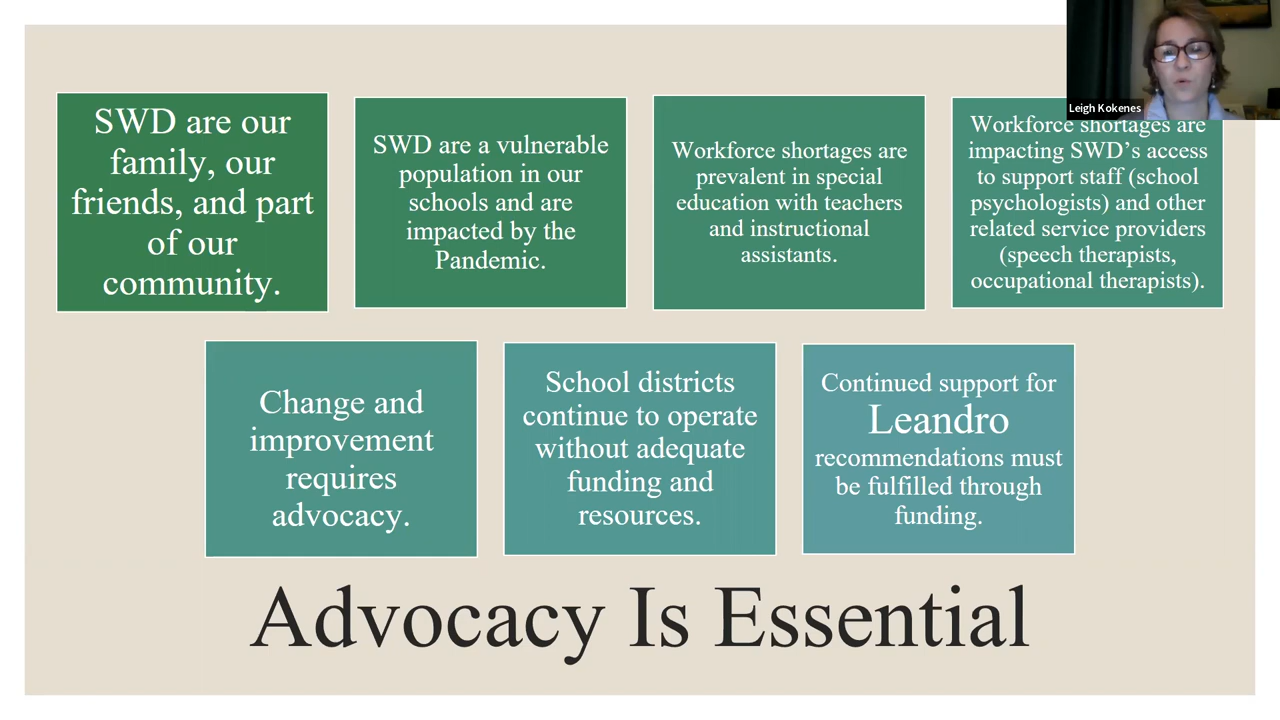 Leigh Kokenes
SWD are our
family, our
friends, and part
of our
community.
SWD are a vulnerable
population in our
schools and are
impacted by the
Pandemic.
Workforce shortages are
prevalent in special
education with teachers
and instructional
assistants.
Workforce shortages are
impacting SWD’s access
to support staff (school
psychologists) and other
related service providers
(speech therapists,
occupational therapists).
Change and
improvement
requires
advocacy.
School districts
continue to operate
without adequate
funding and
resources.
Continued support for
Leandro
recommendations must
be fulfilled through
funding.
Advocacy Is Essential